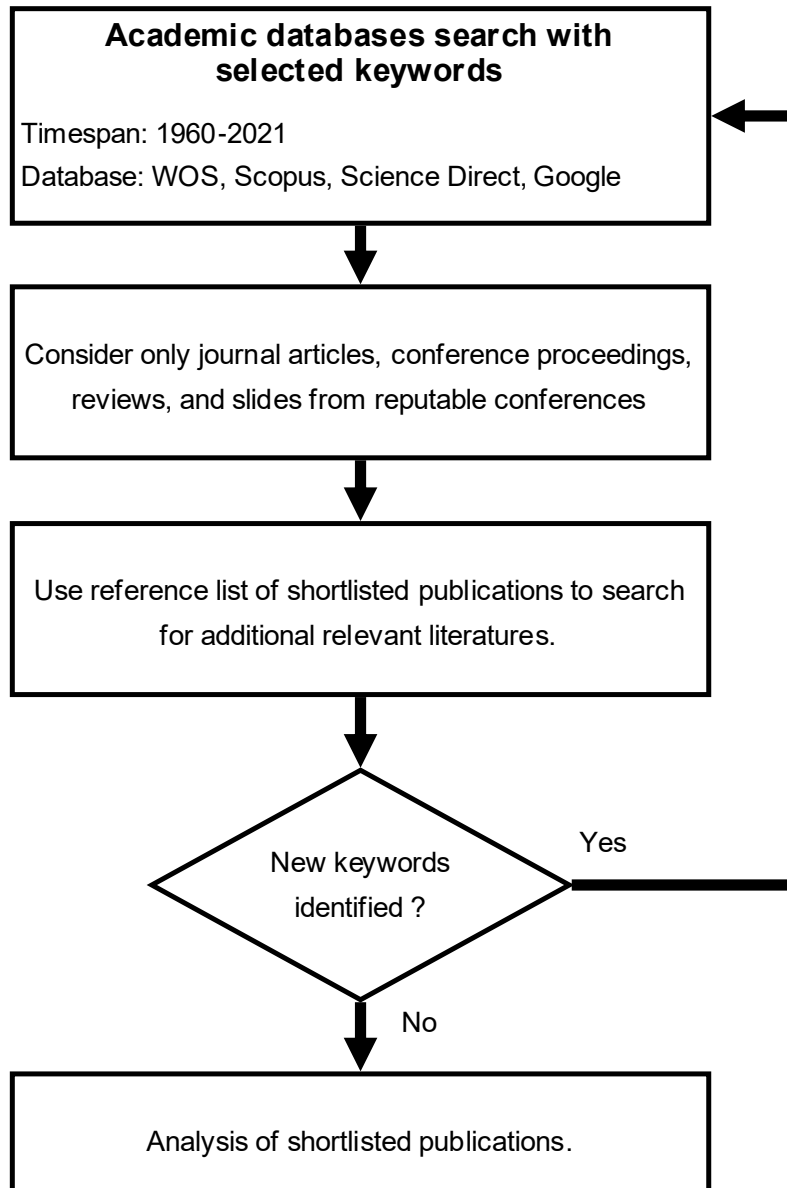 Academic databases search with
selected keywords
Timespan: 1960-2021
Database: WOS, Scopus, Science Direct, Google
Consider only journal articles, conference proceedings,
reviews, and slides from reputable conferences
Use reference list of shortlisted publications to search
for additional relevant literatures.
New keywords
identified ?
Yes
No
Analysis of shortlisted publications.